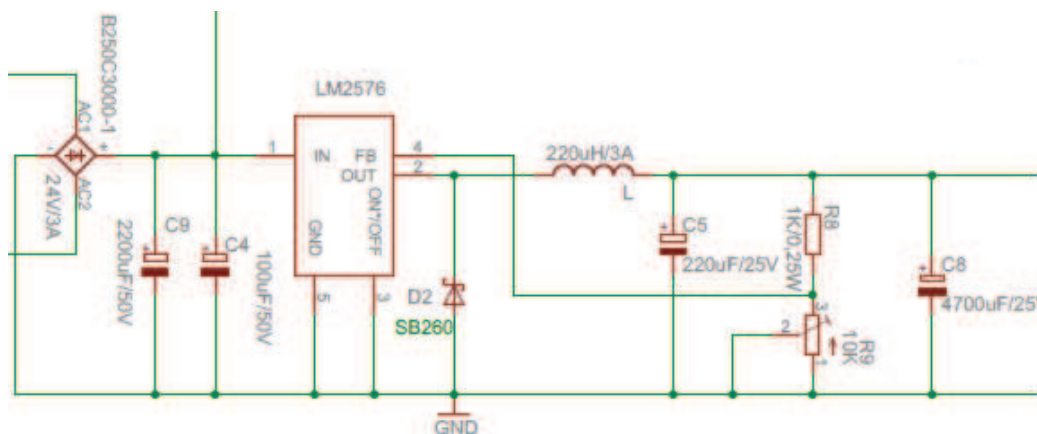 B250C3000-1
AC1
-
+
AC2
24V/3A
C9
2200uF/50V
C4
100uF/50V
LM2576
1
IN
FB
4
OUT
2
ON*/OFF
GND
5
3
D2
SB260
GND
220uH/3A
L
C5
220uF/25V
R8
1K/0,25W
3
2
1
R9
10K
C8
4700uF/25V
+
+
+
+